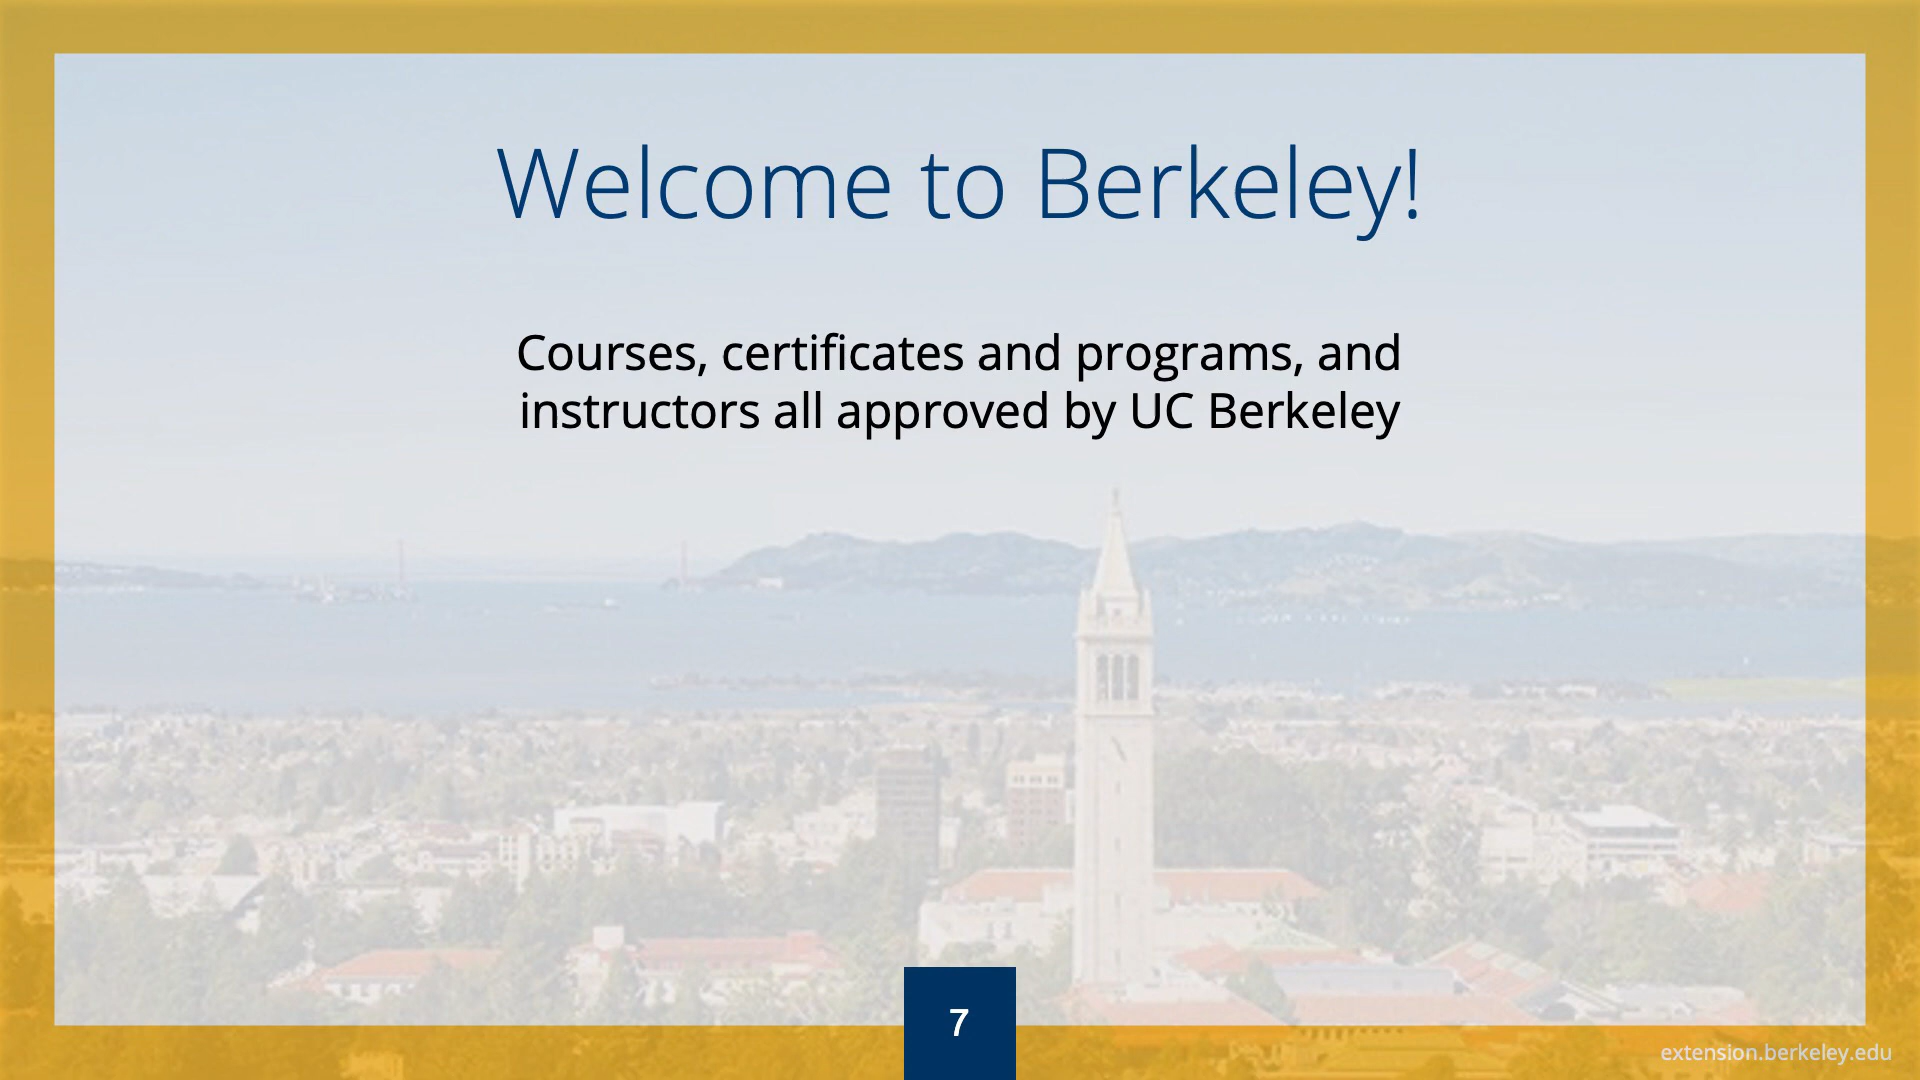 Welcome to Berkeley!
Courses, certificates and programs, and
instructors all approved by UC Berkeley
7
extension.berkeley.edu